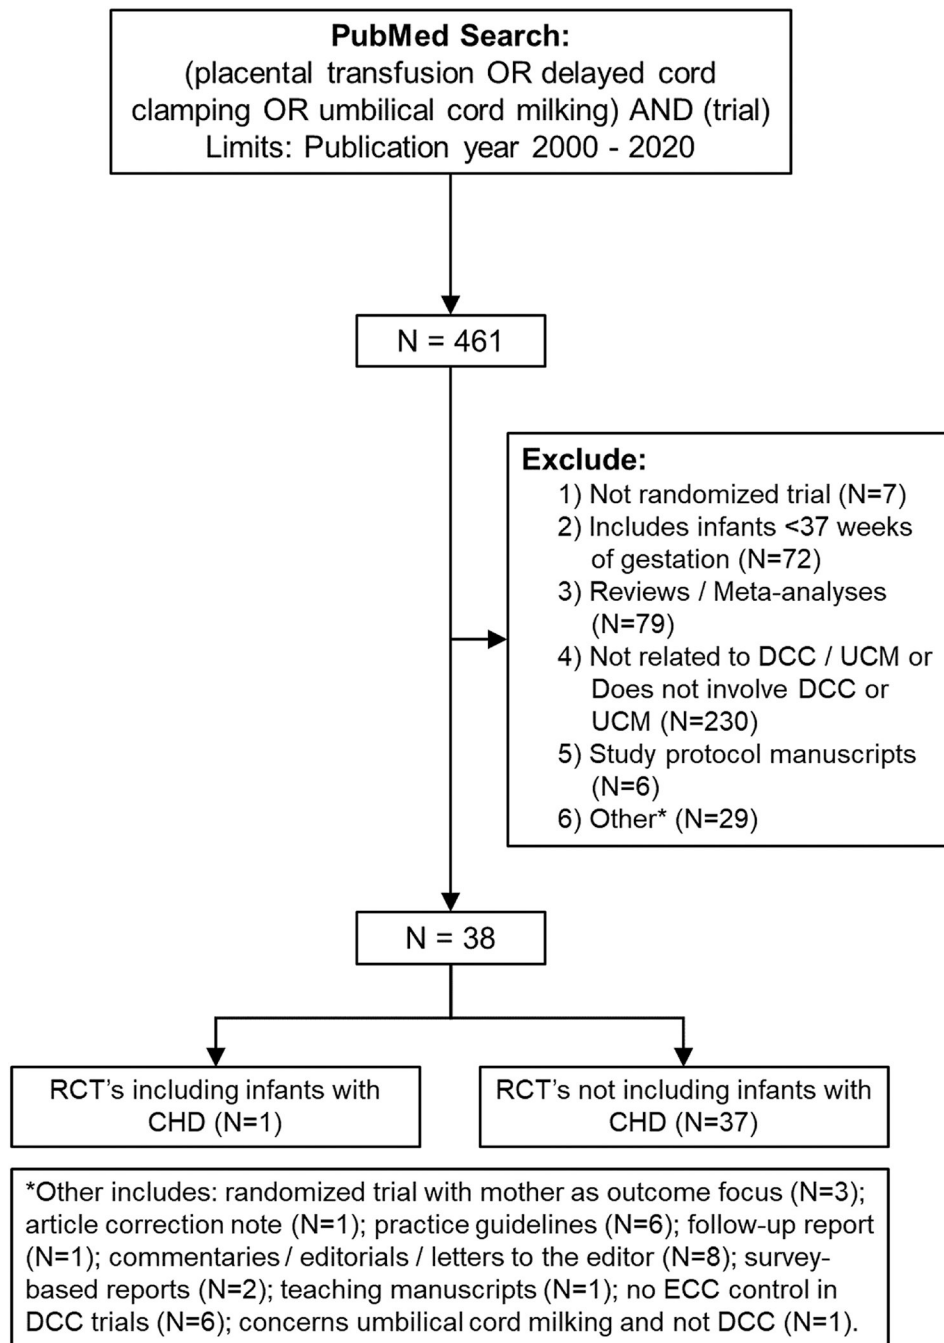 PubMed Search:
(placental transfusion OR delayed cord
clamping OR umbilical cord milking) AND (trial)
Limits: Publication year 2000 - 2020
N = 461
Exclude:
1) Not randomized trial (N=7)
2) Includes infants <37 weeks
of gestation (N=72)
3) Reviews / Meta-analyses
(N=79)
4) Not related to DCC / UCM or
Does not involve DCC or
UCM (N=230)
5) Study protocol manuscripts
(N=6)
6) Other* (N=29)
N = 38
RCT's including infants with
CHD (N=1)
RCT's not including infants with
CHD (N=37)
*Other includes: randomized trial with mother as outcome focus (N=3);
article correction note (N=1); practice guidelines (N=6); follow-up report
(N=1); commentaries / editorials / letters to the editor (N=8); survey-
based reports (N=2); teaching manuscripts (N=1); no ECC control in
DCC trials (N=6); concerns umbilical cord milking and not DCC (N=1).